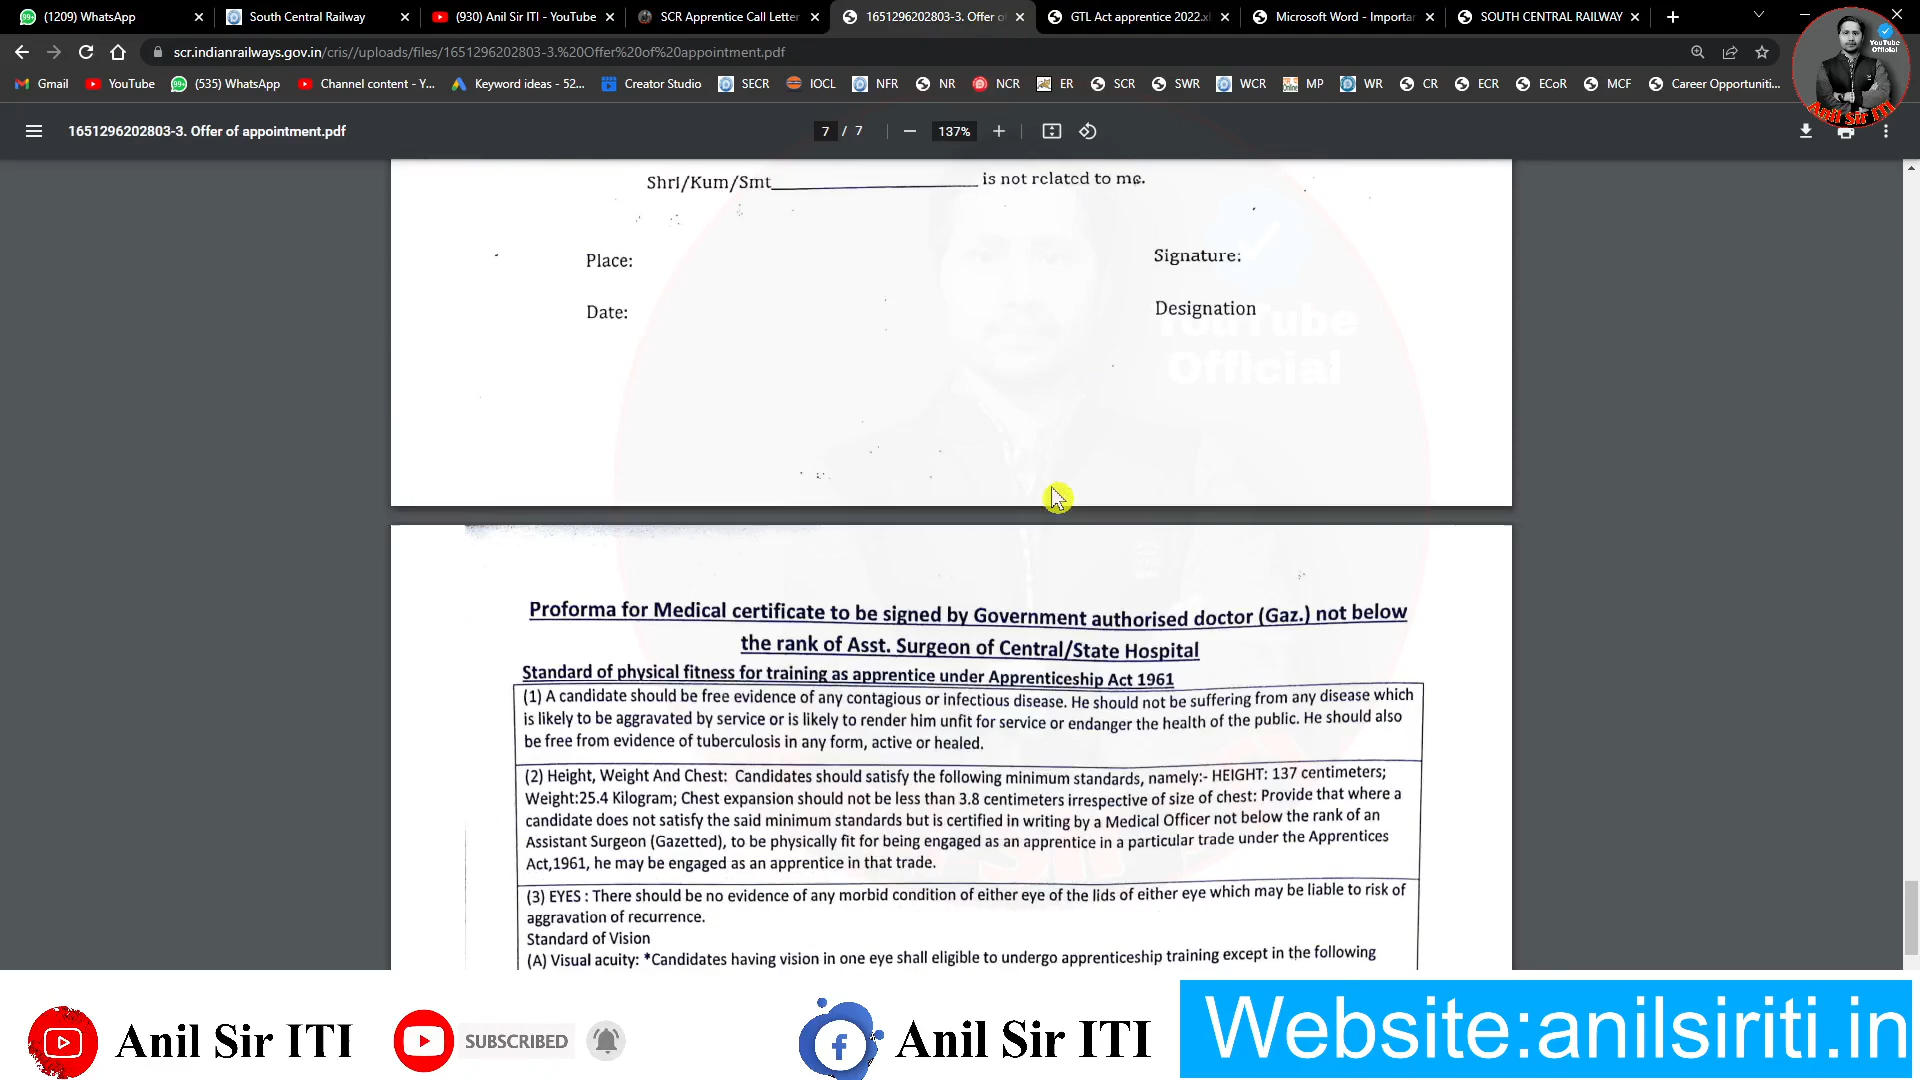 (1209) WhatsApp
South Central Railway
(930) Anil Sir ITI - YouTube
SCR Apprentice Call Letter
1651296202803-3. Offer of
GTL Act apprentice 2022.xl
Microsoft Word - Importan
SOUTH CENTRAL RAILWAY
scr.indianrailways.gov.in/cris//uploads/files/1651296202803-3.%20Offer%20of%20appointment.pdf
Gmail
YouTube
(535) WhatsApp
Channel content - Y...
Keyword ideas - 52...
Creator Studio
SECR
IOCL
NFR
NR
NCR
ER
SCR
SWR
WCR
MP
WR
CR
ECR
ECoR
MCF
Career Opportuniti...
YouTube
Official
Anil Sir ITI
1651296202803-3. Offer of appointment.pdf
7 / 7
137%
Shri/Kum/Smt____________________ is not related to me.
Place:
Signature:
Date:
Designation
YouTube
Official
Proforma for Medical certificate to be signed by Government authorised doctor (Gaz.) not below
the rank of Asst. Surgeon of Central/State Hospital
Standard of physical fitness for training as apprentice under Apprenticeship Act 1961
(1) A candidate should be free evidence of any contagious or infectious disease. He should not be suffering from any disease which
is likely to be aggravated by service or is likely to render him unfit for service or endanger the health of the public. He should also
be free from evidence of tuberculosis in any form, active or healed.
(2) Height, Weight And Chest: Candidates should satisfy the following minimum standards, namely:- HEIGHT: 137 centimeters;
Weight:25.4 Kilogram; Chest expansion should not be less than 3.8 centimeters irrespective of size of chest: Provide that where a
candidate does not satisfy the said minimum standards but is certified in writing by a Medical Officer not below the rank of an
Assistant Surgeon (Gazetted), to be physically fit for being engaged as an apprentice in a particular trade under the Apprentices
Act,1961, he may be engaged as an apprentice in that trade.
(3) EYES : There should be no evidence of any morbid condition of either eye of the lids of either eye which may be liable to risk of
aggravation of recurrence.
Standard of Vision
(A) Visual acuity: *Candidates having vision in one eye shall eligible to undergo apprenticeship training except in the following
Anil Sir ITI
SUBSCRIBED
Anil Sir ITI
Website:anilsiriti.in